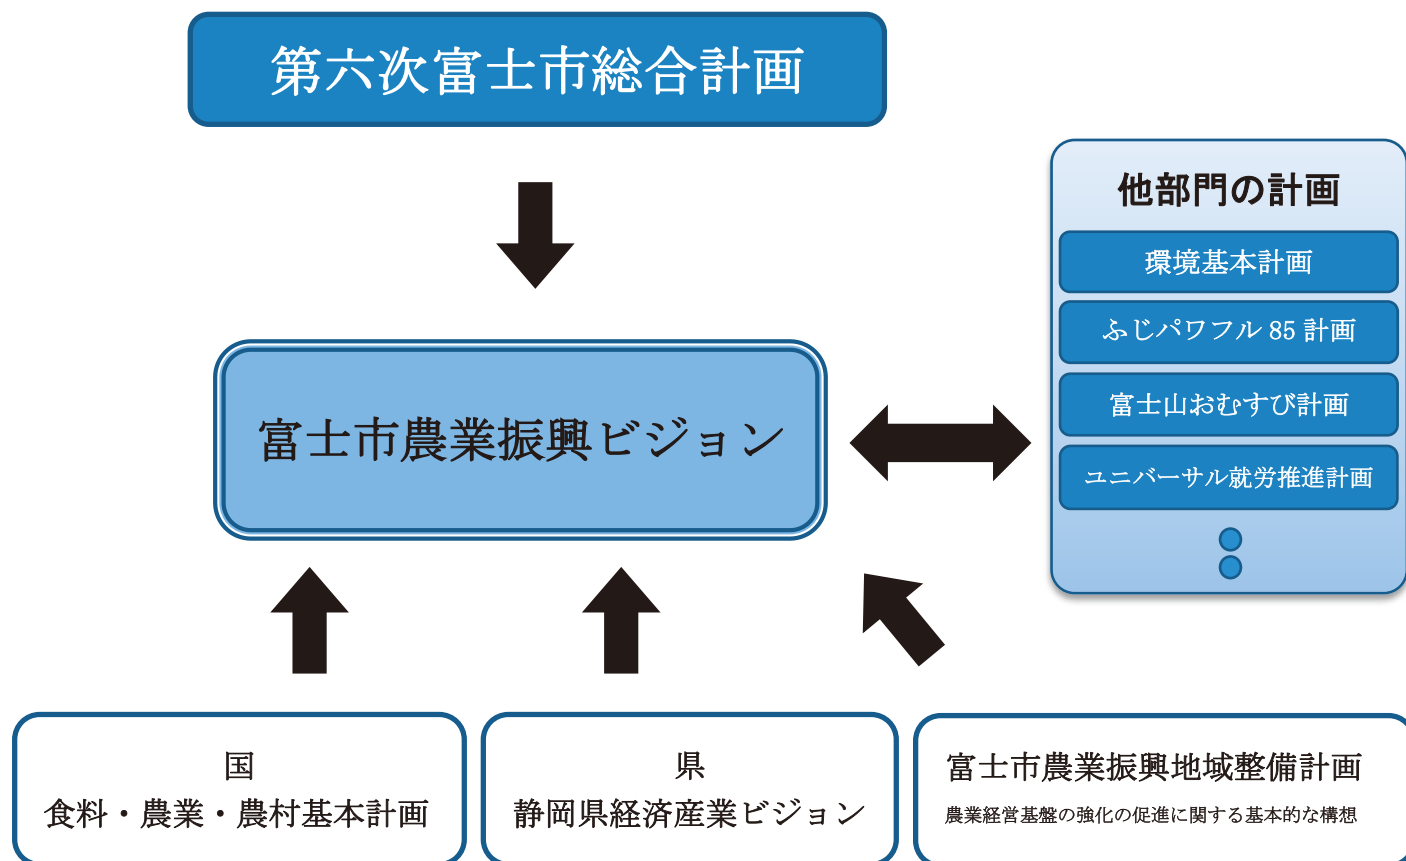 第六次富士市総合計画
他部門の計画
環境基本計画
ふじパワフル 85 計画
富士山おむすび計画
ユニバーサル就労推進計画
富士市農業振興ビジョン
国
食料・農業・農村基本計画
県
静岡県経済産業ビジョン
富士市農業振興地域整備計画
農業経営基盤の強化の促進に関する基本的な構想